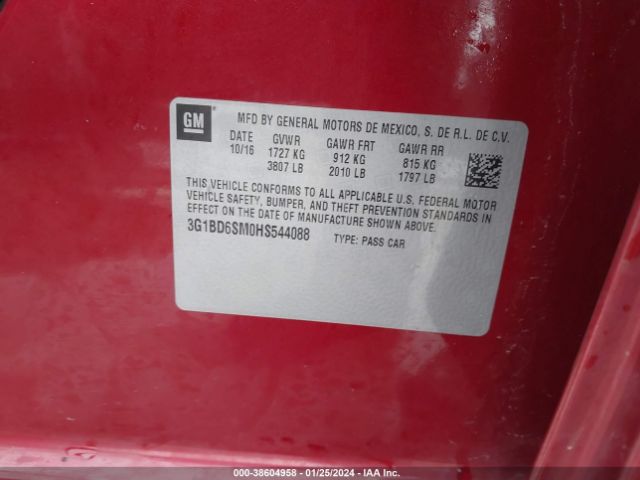 GM
MFD BY GENERAL MOTORS DE MEXICO, S. DE R.L. DE C.V.
DATE GVWR GAWR FRT GAWR RR
10/16 1727 KG 912 KG 815 KG
3807 LB 2010 LB 1797 LB
THIS VEHICLE CONFORMS TO ALL APPLICABLE U.S. FEDERAL MOTOR
VEHICLE SAFETY, BUMPER, AND THEFT PREVENTION STANDARDS IN
EFFECT ON THE DATE OF MANUFACTURE SHOWN ABOVE.
3G1BD6SM0HS544088 TYPE: PASS CAR
000-38604958 - 01/25/2024 - IAA Inc.